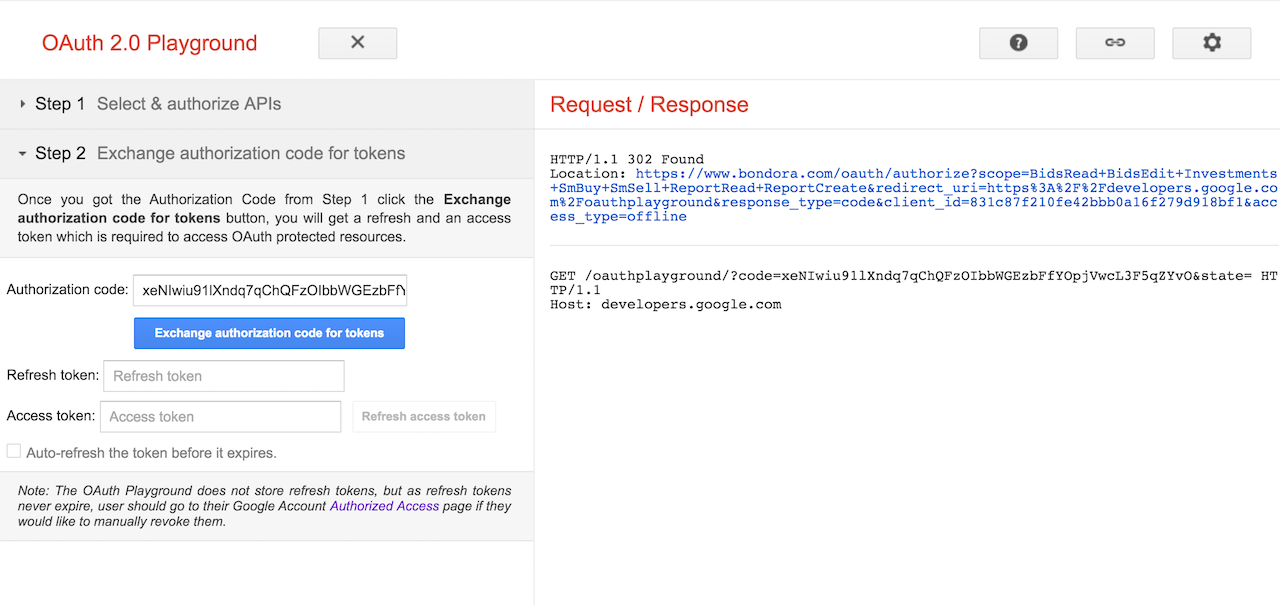 OAuth 2.0 Playground
Step 1 Select & authorize APIs
Step 2 Exchange authorization code for tokens
Once you got the Authorization Code from Step 1 click the Exchange
authorization code for tokens button, you will get a refresh and an access
token which is required to access OAuth protected resources.
Authorization code: xeNIwiu91lXndq7qChQFzOIbbWGEzbFfY
Exchange authorization code for tokens
Refresh token: Refresh token
Access token: Access token Refresh access token
Auto-refresh the token before it expires.
Note: The OAuth Playground does not store refresh tokens, but as refresh tokens
never expire, user should go to their Google Account Authorized Access page if they
would like to manually revoke them.
Request / Response
HTTP/1.1 302 Found
Location: https://www.bondora.com/oauth/authorize?scope=BidsRead+BidsEdit+Investments
+SmBuy+SmSell+ReportRead+ReportCreate&redirect_uri=https%3A%2F%2Fdevelopers.google.co
m%2Foauthplayground&response_type=code&client_id=831c87f210fe42bbb0a16f279d918bf1&acc
ess_type=offline
GET /oauthplayground/?code=xeNIwiu91lXndq7qChQFzOIbbWGEzbFfYOpjVwcL3F5qZYvO&state= HT
TP/1.1
Host: developers.google.com